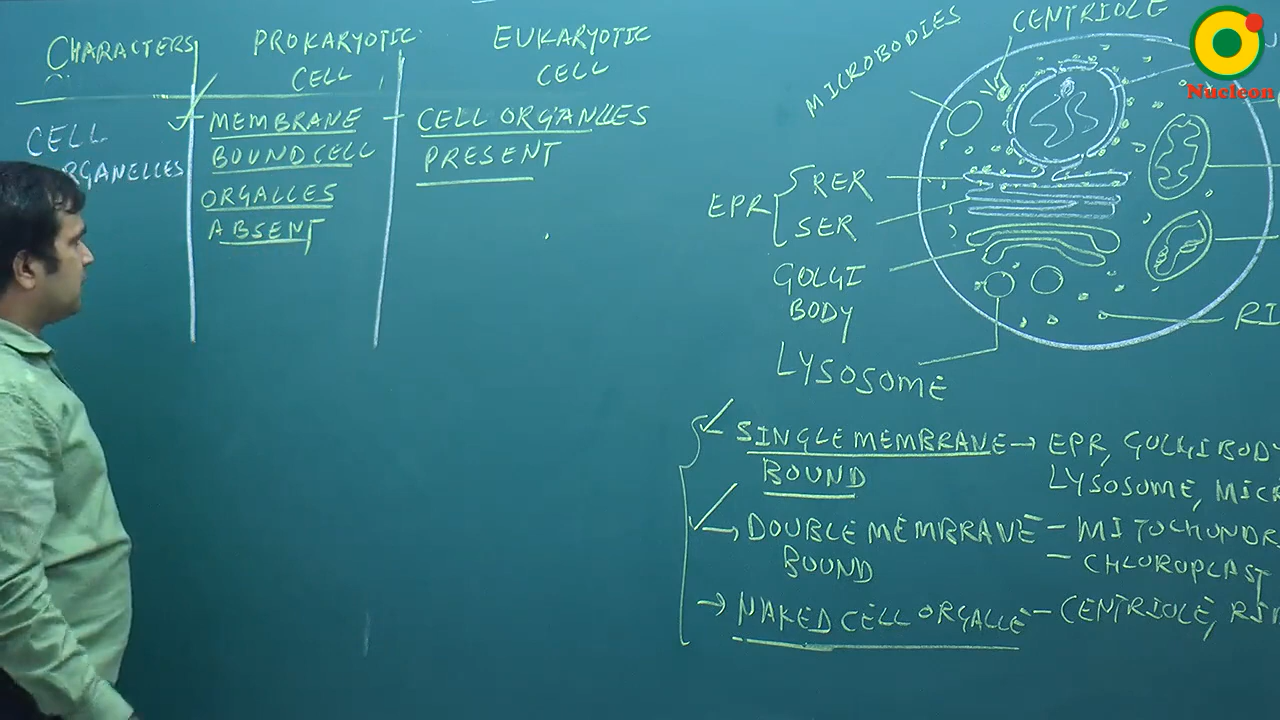 CHARACTERS
PROKARYOTIC
CELL
EUKARYOTIC
CELL
CELL
MEMBRANE
BOUND CELL
ORGALLES
ABSENT
CELL ORGANLLES
PRESENT
MICROBODIES
CENTRIOLE
Nucleon
EPR
RER
SER
GOLGI
BODY
LYSOSOME
SINGLE MEMBRANE → EPR, GOLGI BODY
BOUND
LYSOSOME,
→ DOUBLE MEMBRANE -
BOUND
- CHLOROPLAST
→ NAKED CELL ORGALLE - CENTRIOLE,